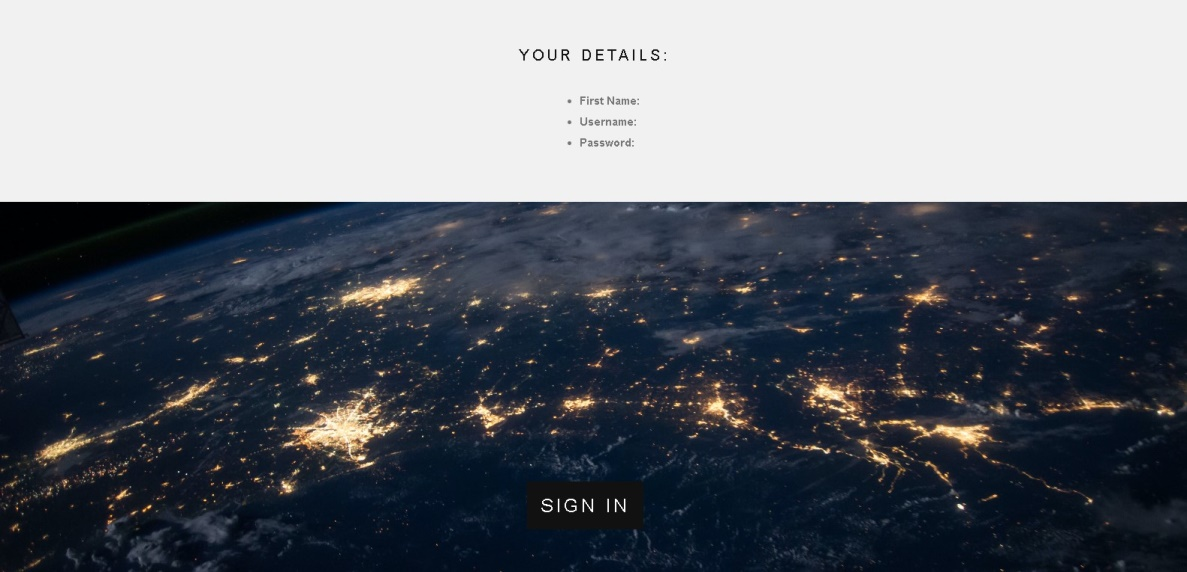 YOUR DETAILS:
First Name:
Username:
Password:
SIGN IN